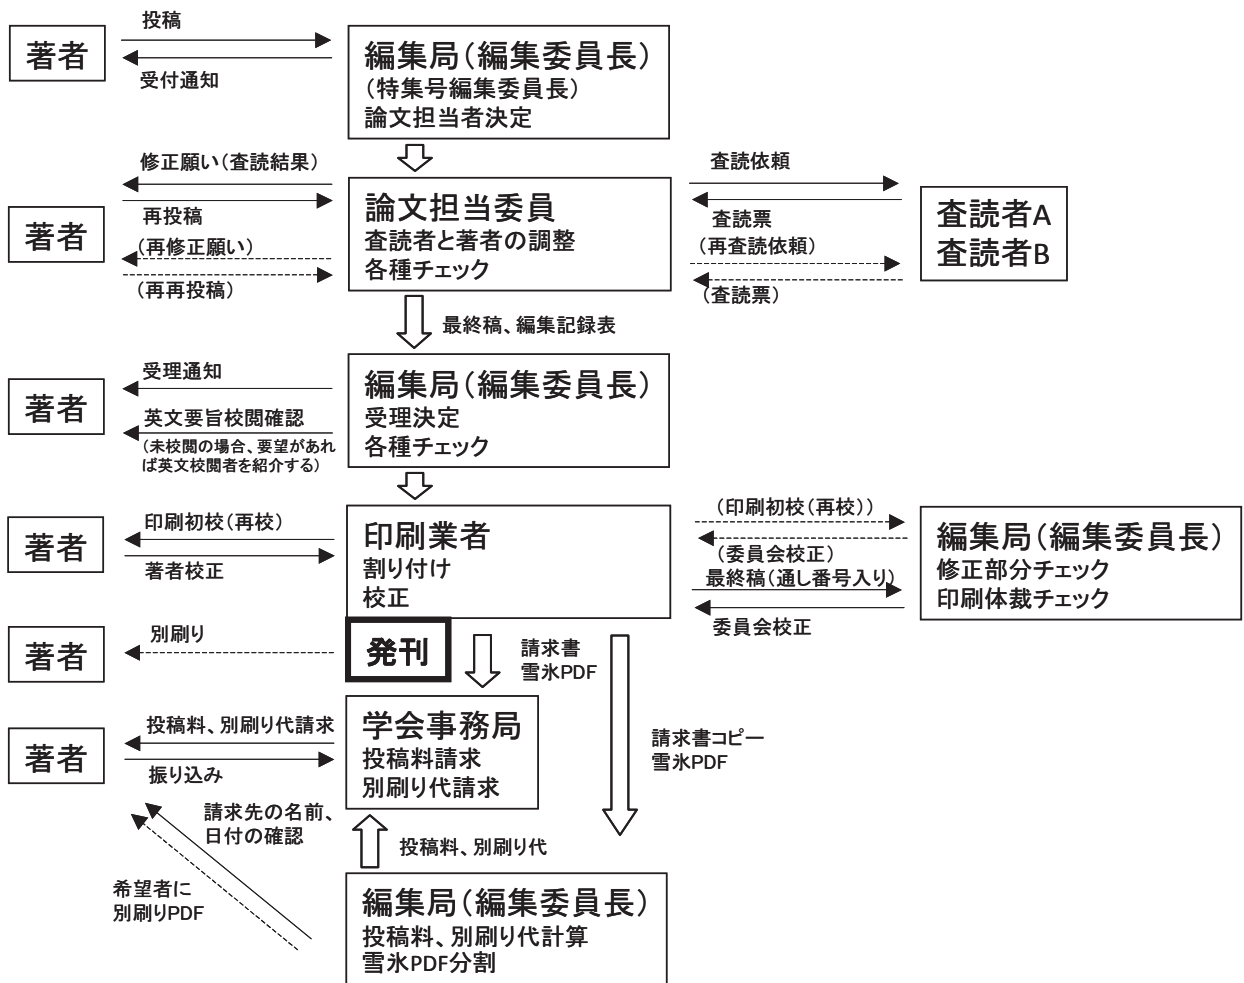 投稿
著者
受付通知
編集局(編集委員長)
(特集号編集委員長)
論文担当者決定
修正願い(査読結果)
著者
再投稿
(再修正願い)
(再再投稿)
論文担当委員
査読者と著者の調整
各種チェック
査読依頼
査読票
(再査読依頼)
(査読票)
査読者A
査読者B
最終稿、編集記録表
受理通知
著者
英文要旨校閲確認
(未校閲の場合、要望があれ
ば英文校閲者を紹介する)
編集局(編集委員長)
受理決定
各種チェック
著者
印刷初校(再校)
著者校正
印刷業者
割り付け
校正
(印刷初校(再校))
(委員会校正)
最終稿(通し番号入り)
委員会校正
編集局(編集委員長)
修正部分チェック
印刷体裁チェック
著者
別刷り
発刊
請求書
雪氷PDF
著者
投稿料、別刷り代請求
振り込み
学会事務局
投稿料請求
別刷り代請求
請求書コピー
雪氷PDF
請求先の名前、
日付の確認
投稿料、別刷り代
希望者に
別刷りPDF
編集局(編集委員長)
投稿料、別刷り代計算
雪氷PDF分割